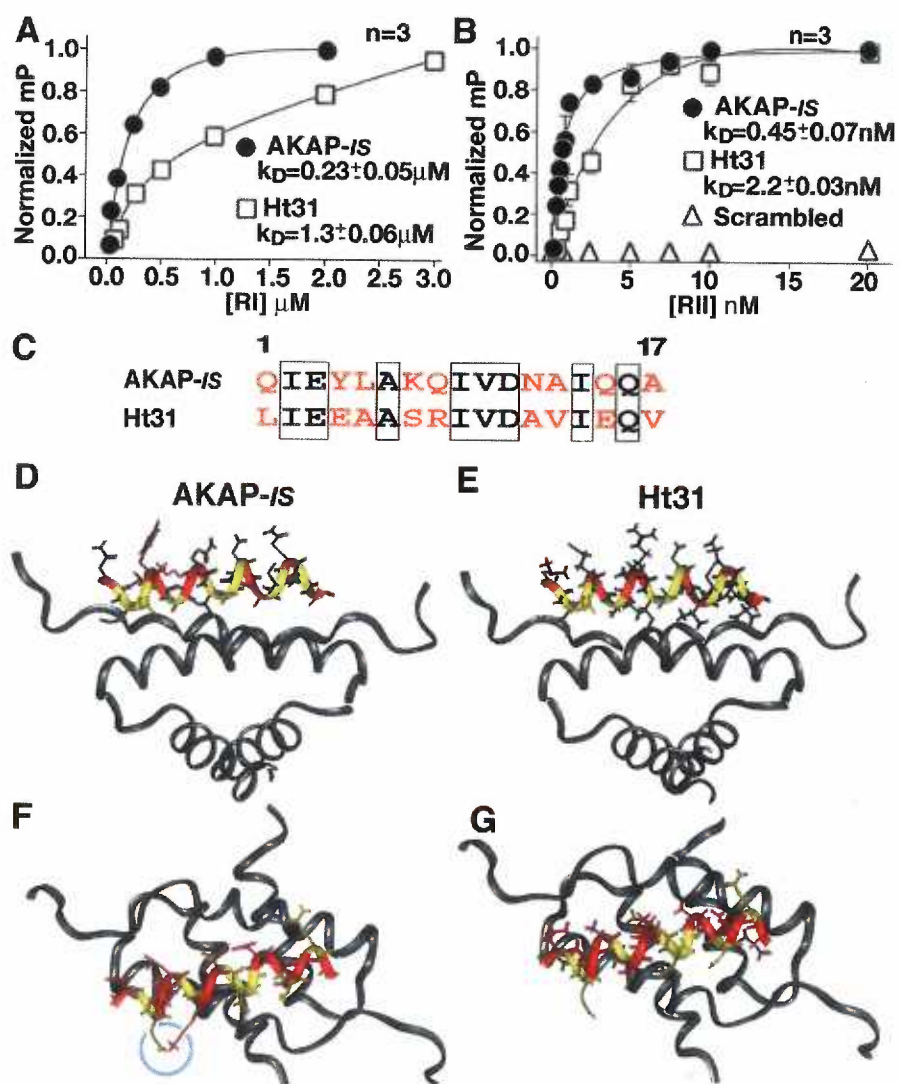 A
n=3
Normalized mP
1.0
0.8
0.6
0.4
0.2
0.0
AKAP-IS
kD=0.23±0.05μM
Ht31
kD=1.3±0.06μM
0.0 0.5 1.0 1.5 2.0 2.5 3.0
[RI] μM
B
n=3
Normalized mP
1.0
0.8
0.6
0.4
0.2
0.0
AKAP-IS
kD=0.45±0.07nM
Ht31
kD=2.2±0.03nM
Scrambled
0 5 10 15 20
[RII] nM
C
1 17
AKAP-IS QIEYLAKQIVDNAIQQA
Ht31 LIEEAASRIVDAVIEQV
D
AKAP-IS
E
Ht31
F
G